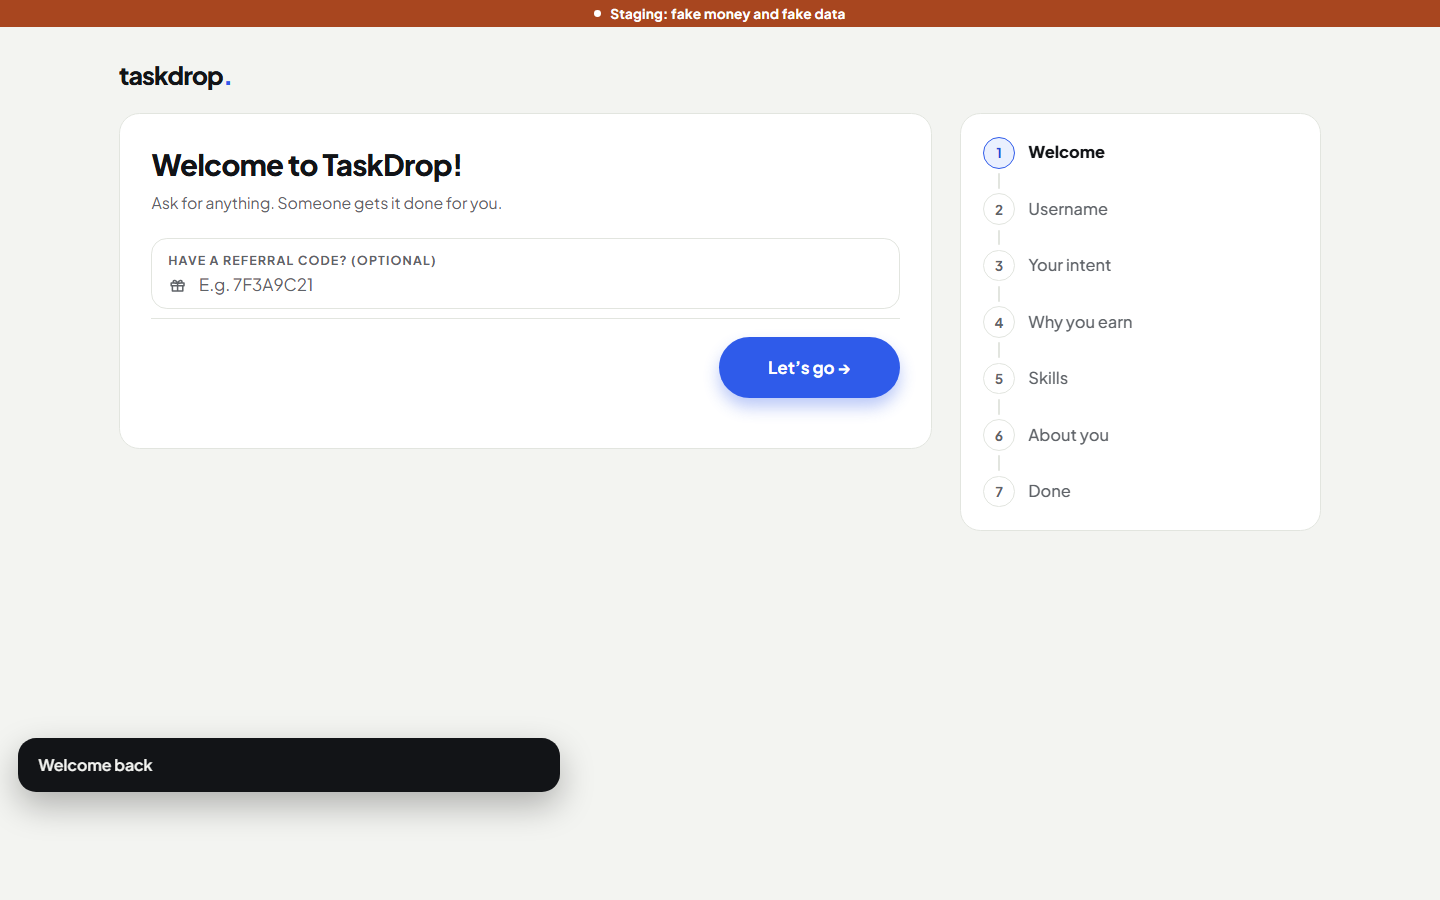 Staging: fake money and fake data
taskdrop.
Welcome to TaskDrop!
Ask for anything. Someone gets it done for you.
HAVE A REFERRAL CODE? (OPTIONAL)
E.g. 7F3A9C21
Let’s go →
1 Welcome
2 Username
3 Your intent
4 Why you earn
5 Skills
6 About you
7 Done
Welcome back